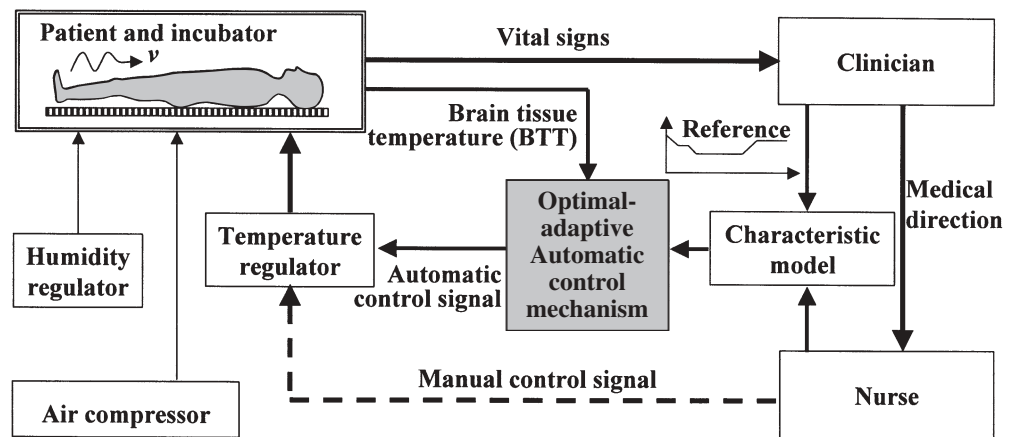 Patient and incubator
v
Vital signs
Clinician
Brain tissue
temperature (BTT)
Reference
Medical
direction
Optimal-
adaptive
Automatic
control
mechanism
Characteristic
model
Temperature
regulator
Automatic
control signal
Humidity
regulator
Manual control signal
Nurse
Air compressor